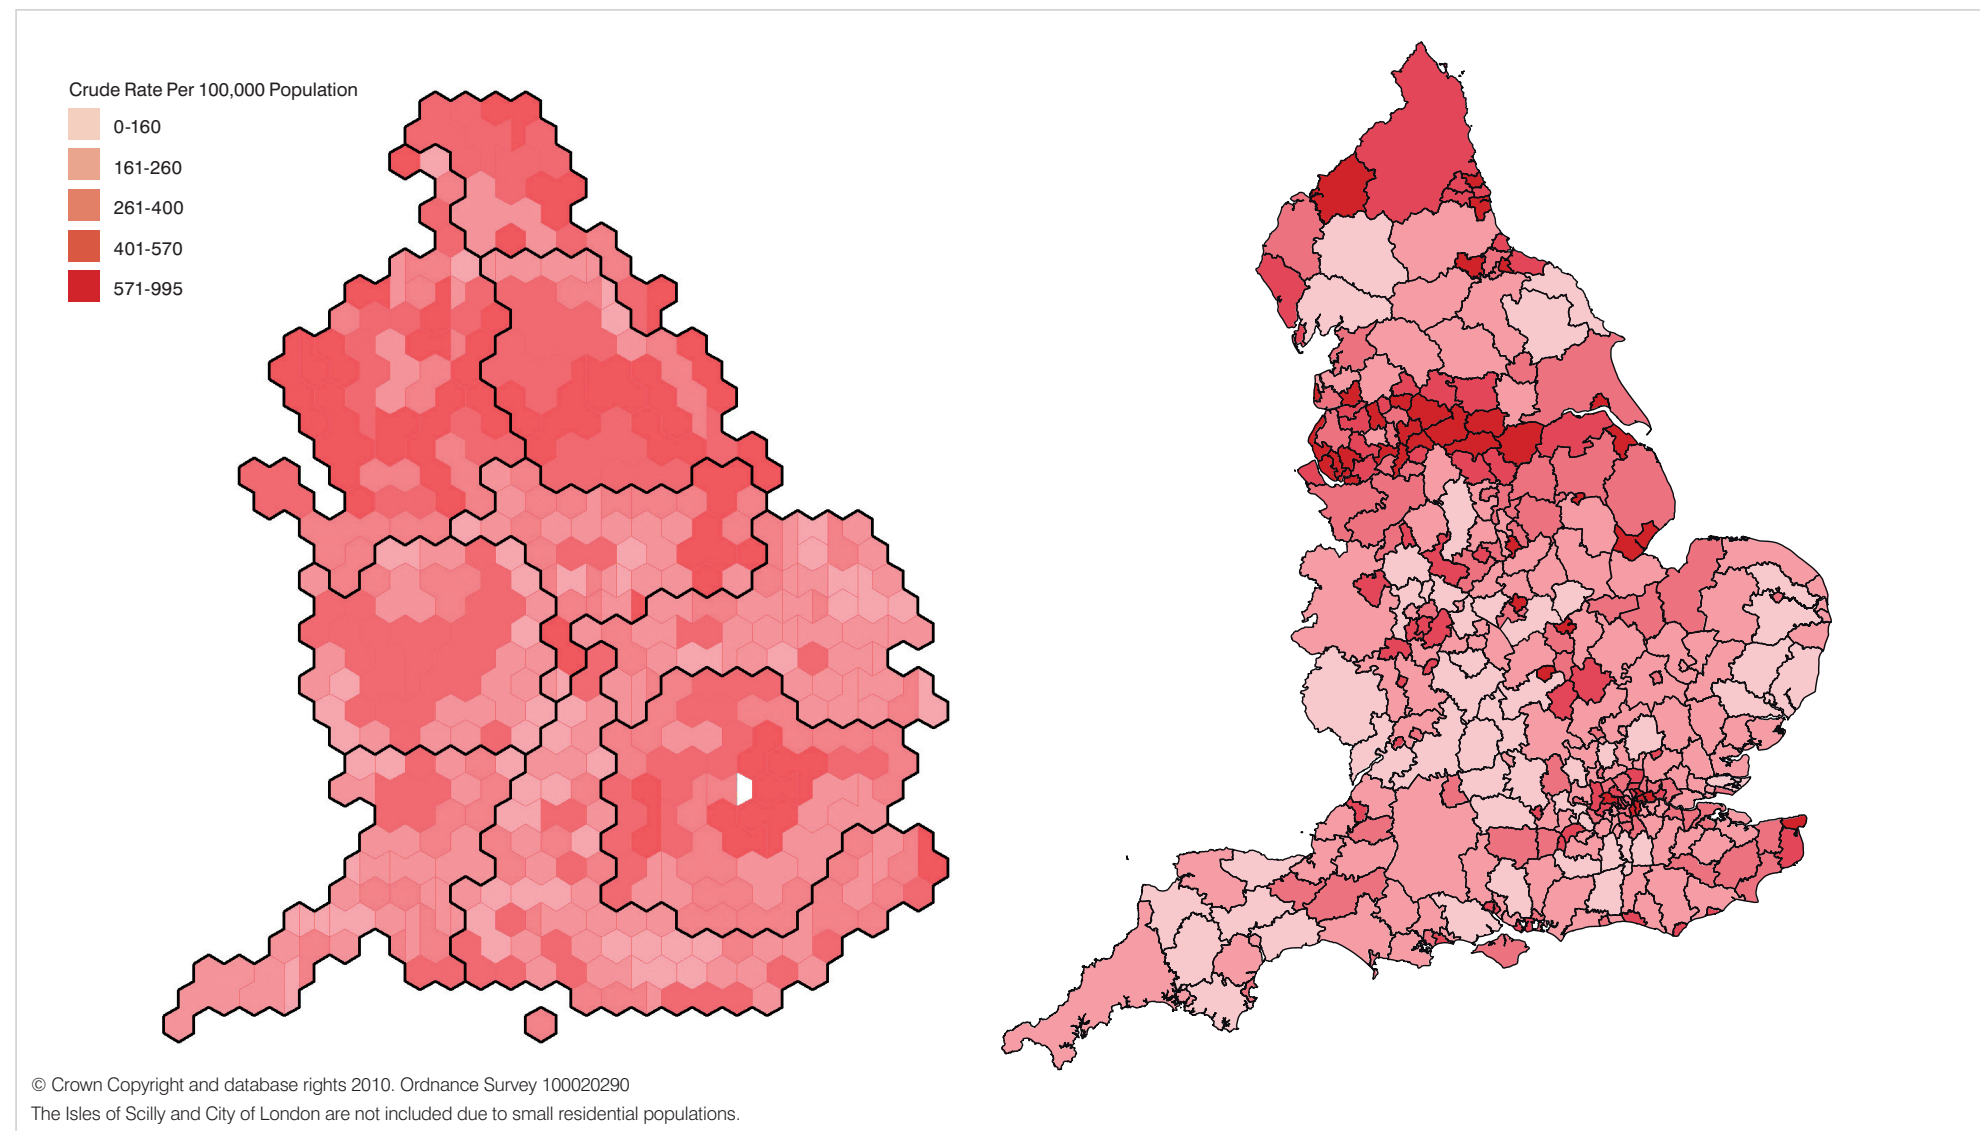 Crude Rate Per 100,000 Population
0-160
161-260
261-400
401-570
571-995
© Crown Copyright and database rights 2010. Ordnance Survey 100020290
The Isles of Scilly and City of London are not included due to small residential populations.